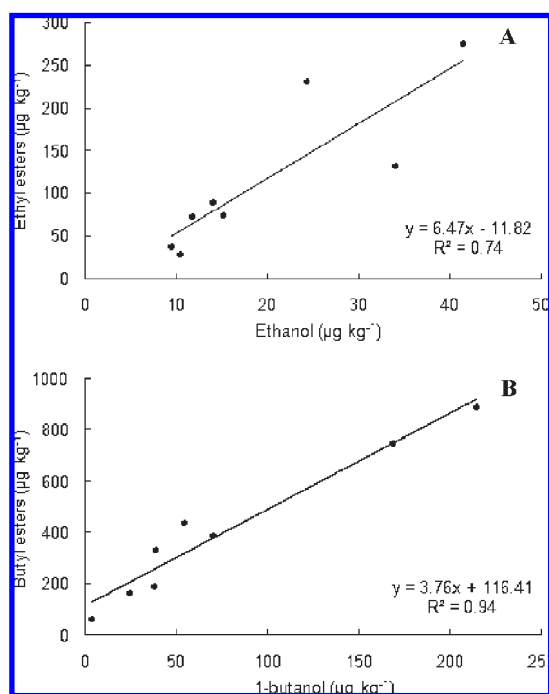 A
300
250
200
150
100
50
0
Ethyl esters (µg kg⁻¹)
y = 6.47x - 11.82
R² = 0.74
0 10 20 30 40 50
Ethanol (µg kg⁻¹)
B
1000
800
600
400
200
0
Butyl esters (µg kg⁻¹)
y = 3.76x + 116.41
R² = 0.94
0 50 100 150 200 250
1-butanol (µg kg⁻¹)